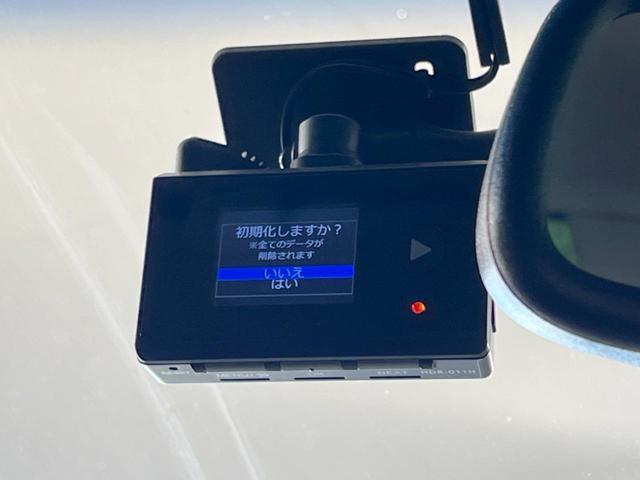 初期化しますか?
※全てのデータが
削除されます
いいえ
はい
MENU
OK
NEXT
HDR-011H